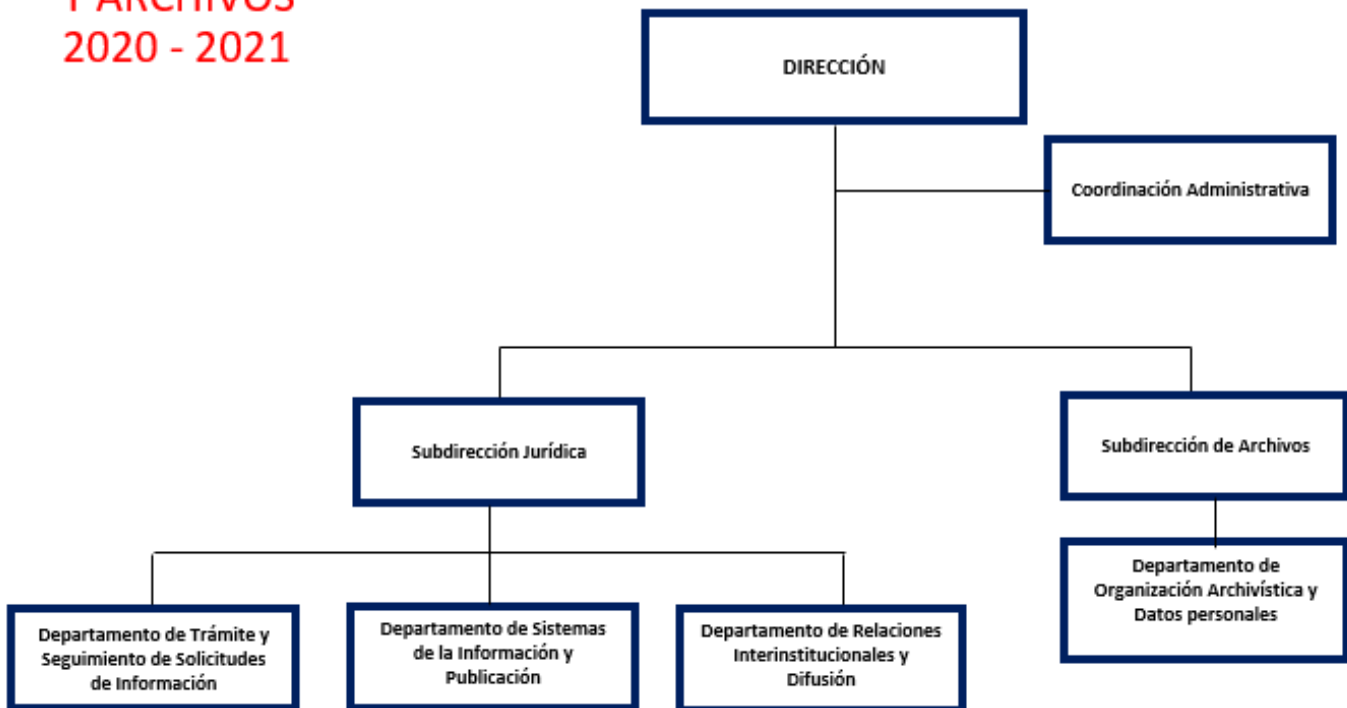 Y ARCHIVOS
2020 - 2021
DIRECCIÓN
Coordinación Administrativa
Subdirección Jurídica
Subdirección de Archivos
Departamento de
Organización Archivística y
Datos personales
Departamento de Trámite y
Seguimiento de Solicitudes
de Información
Departamento de Sistemas
de la Información y
Publicación
Departamento de Relaciones
Interinstitucionales y
Difusión